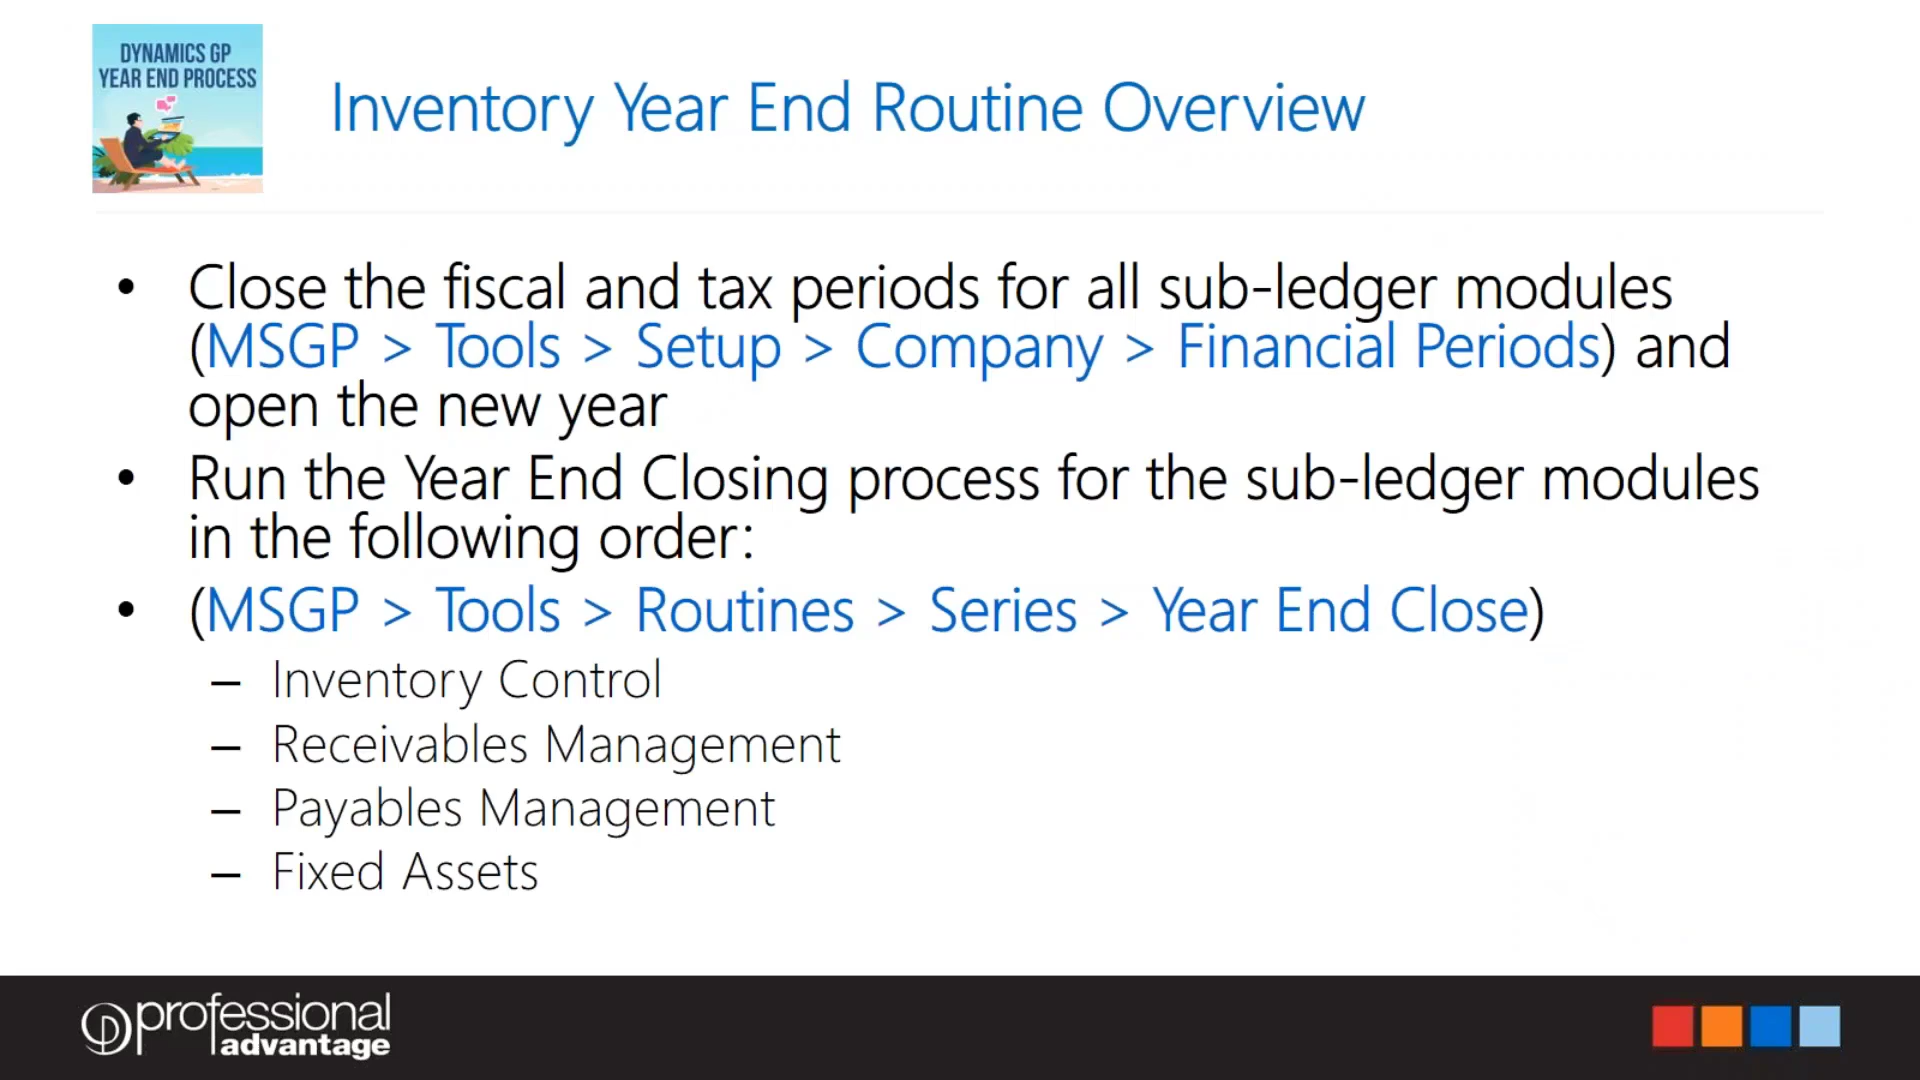 DYNAMICS GP
YEAR END PROCESS
Inventory Year End Routine Overview
• Close the fiscal and tax periods for all sub-ledger modules
(MSGP > Tools > Setup > Company > Financial Periods) and
open the new year
• Run the Year End Closing process for the sub-ledger modules
in the following order:
• (MSGP > Tools > Routines > Series > Year End Close)
– Inventory Control
– Receivables Management
– Payables Management
– Fixed Assets
professional
advantage